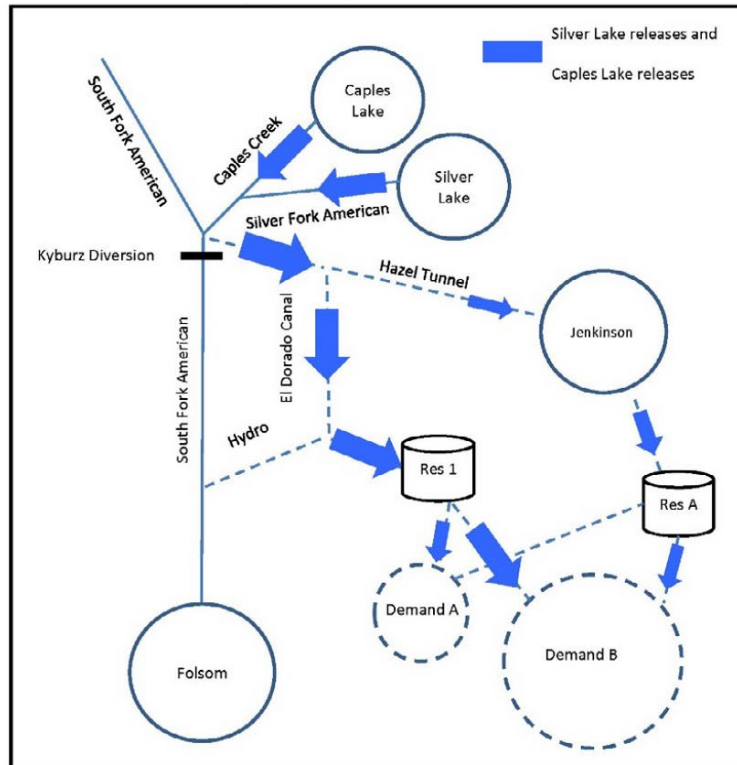 Silver Lake releases and
Caples Lake releases
South Fork American
Caples
Lake
Caples Creek
Silver
Lake
Silver Fork American
Kyburz Diversion
Hazel Tunnel
Jenkinson
El Dorado Canal
South Fork American
Hydro
Res 1
Res A
Demand A
Demand B
Folsom